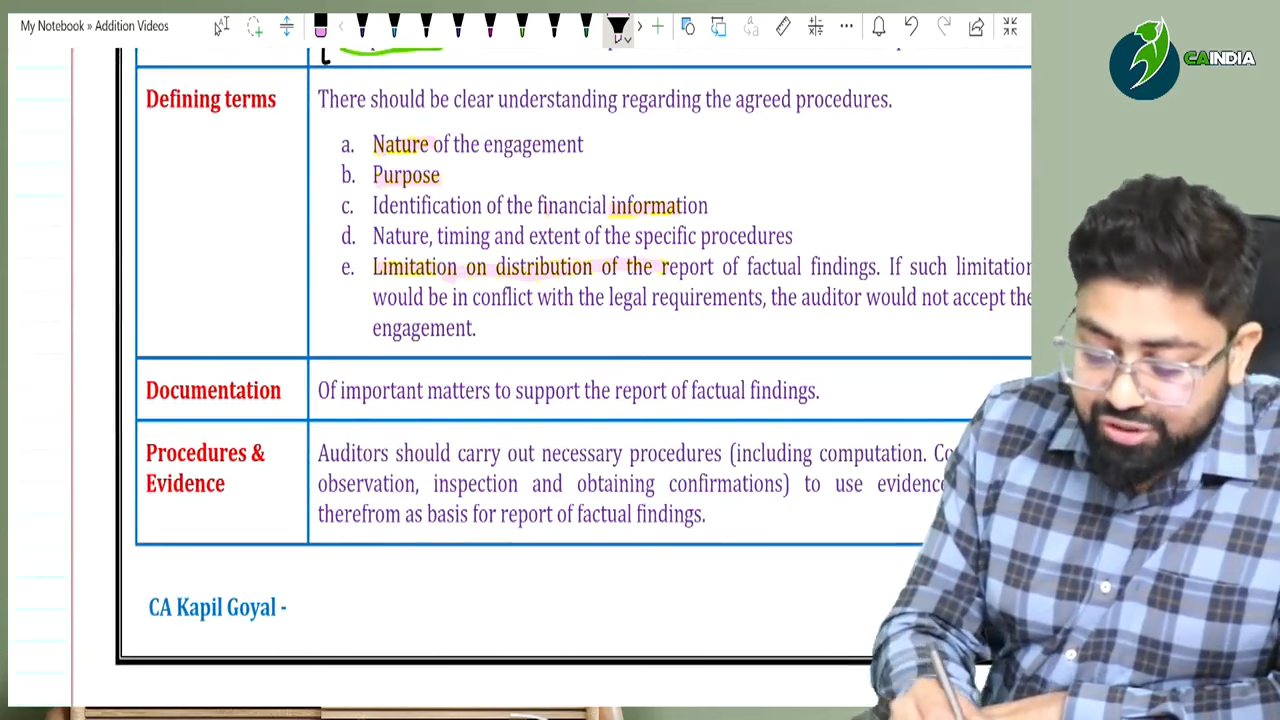 My Notebook » Addition Videos
CAINDIA
Defining terms
There should be clear understanding regarding the agreed procedures.
a. Nature of the engagement
b. Purpose
c. Identification of the financial information
d. Nature, timing and extent of the specific procedures
e. Limitation on distribution of the report of factual findings. If such limitation
would be in conflict with the legal requirements, the auditor would not accept the
engagement.
Documentation
Of important matters to support the report of factual findings.
Procedures &
Evidence
Auditors should carry out necessary procedures (including computation.
observation, inspection and obtaining confirmations) to use evidence
therefrom as basis for report of factual findings.
CA Kapil Goyal -